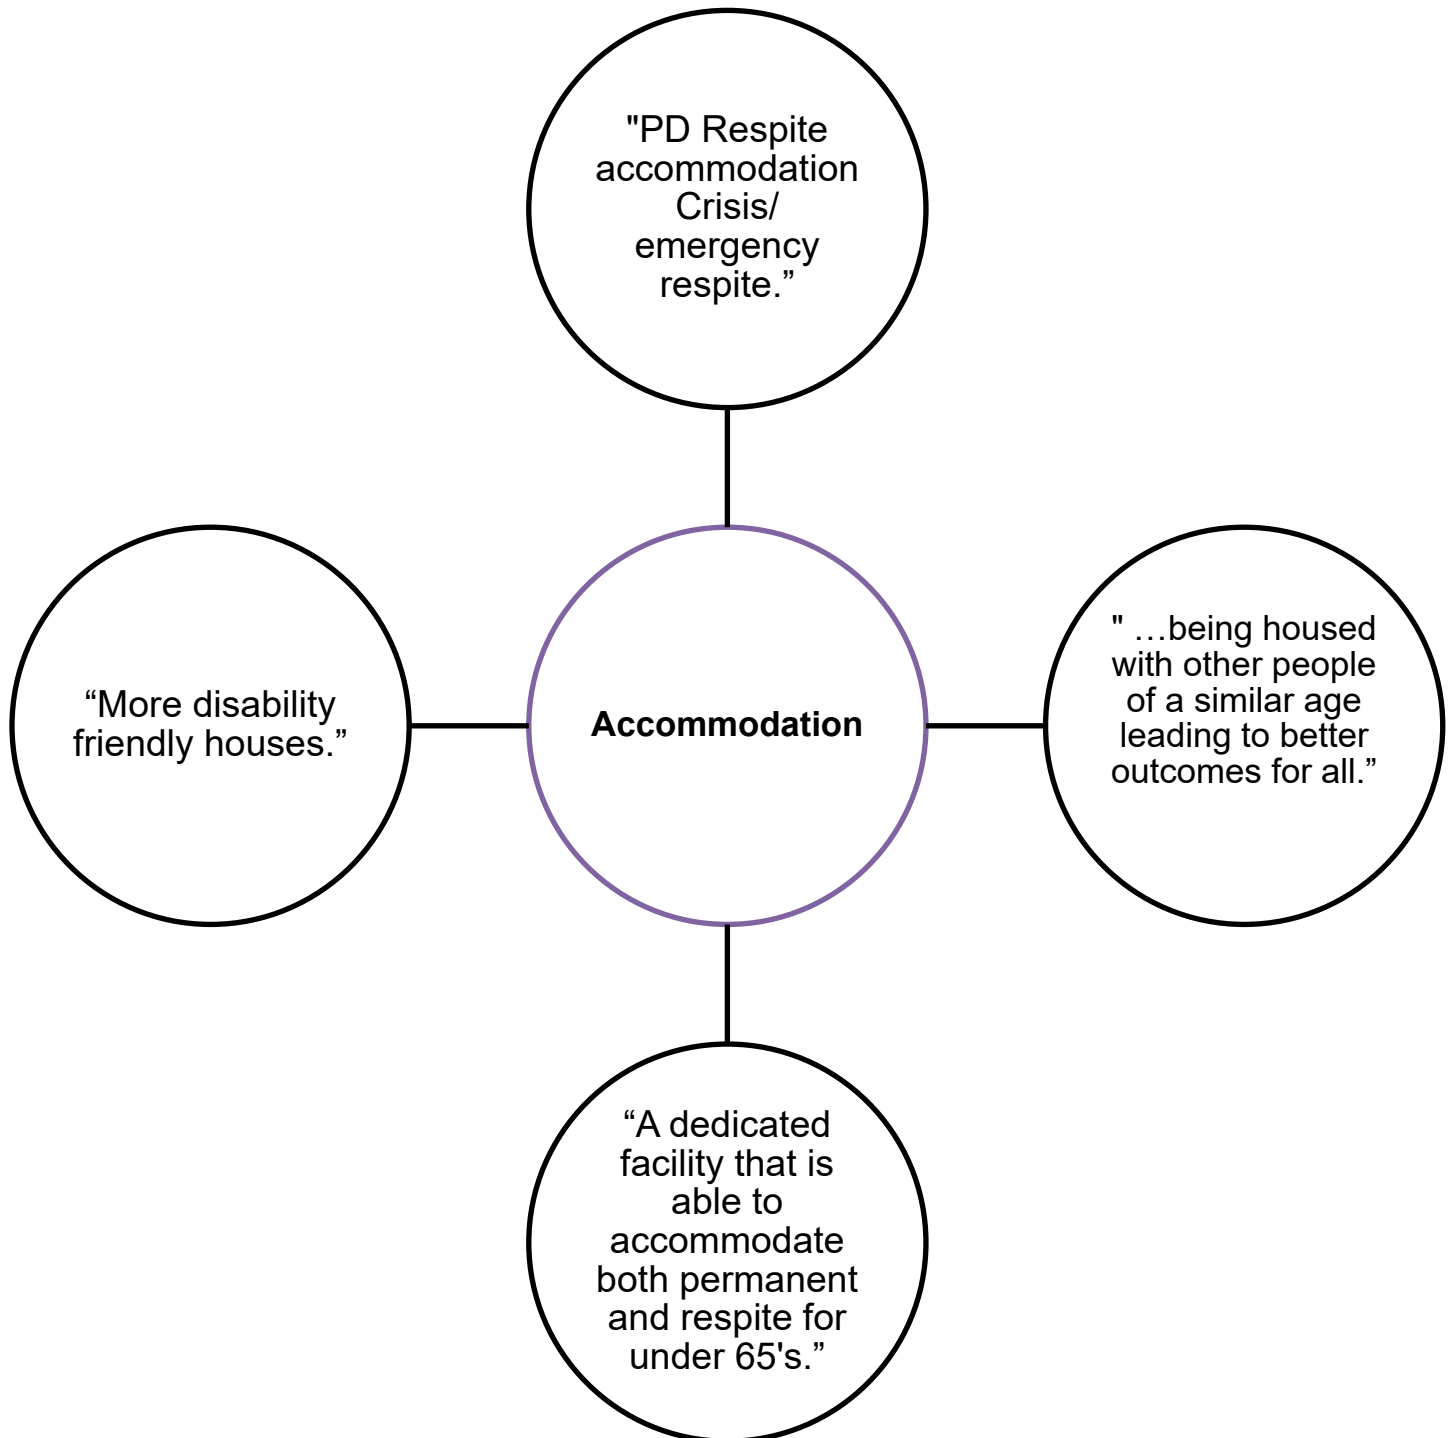 "PD Respite
accommodation
Crisis/
emergency
respite.”
“More disability
friendly houses.”
Accommodation
" …being housed
with other people
of a similar age
leading to better
outcomes for all.”
“A dedicated
facility that is
able to
accommodate
both permanent
and respite for
under 65's.”